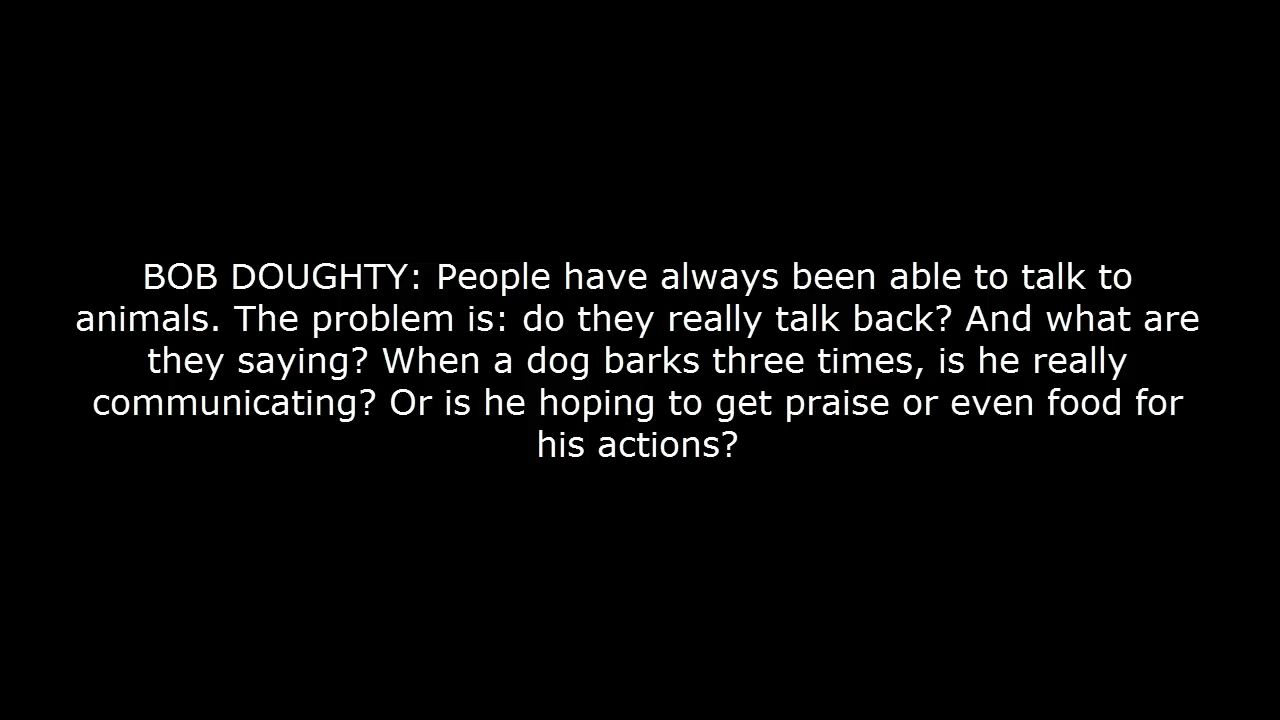 BOB DOUGHTY: People have always been able to talk to
animals. The problem is: do they really talk back? And what are
they saying? When a dog barks three times, is he really
communicating? Or is he hoping to get praise or even food for
his actions?